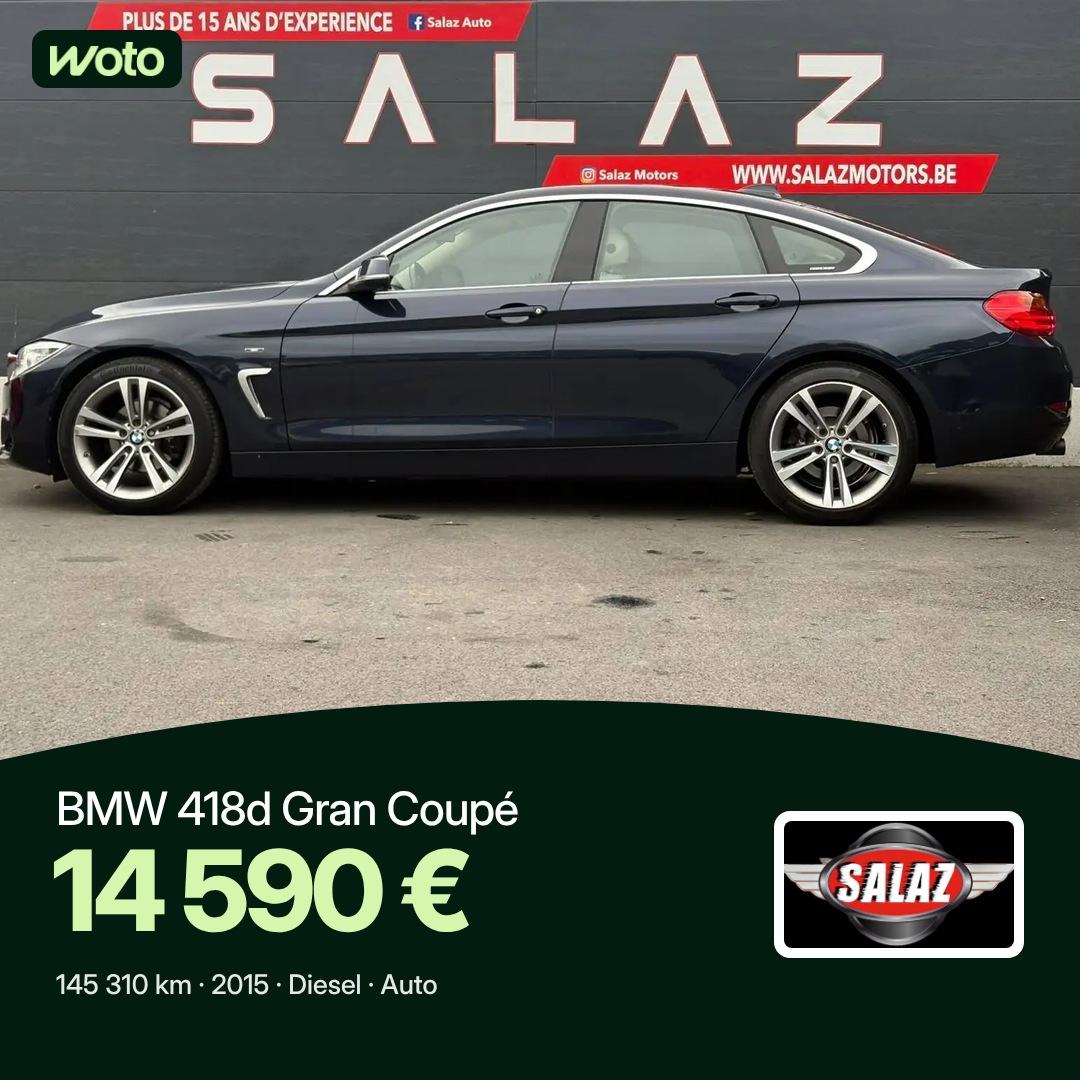 PLUS DE 15 ANS D'EXPERIENCE Salaz Auto
woto
SALAZ
Salaz Motors WWW.SALAZMOTORS.BE
BMW 418d Gran Coupé
14 590 €
SALAZ
145 310 km · 2015 · Diesel · Auto